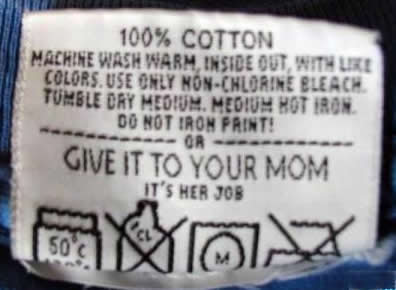 100% COTTON
MACHINE WASH WARM, INSIDE OUT, WITH LIKE
COLORS. USE ONLY NON-CHLORINE BLEACH.
TUMBLE DRY MEDIUM. MEDIUM HOT IRON.
DO NOT IRON PRINT!
OR
GIVE IT TO YOUR MOM
IT'S HER JOB
50°C CL M